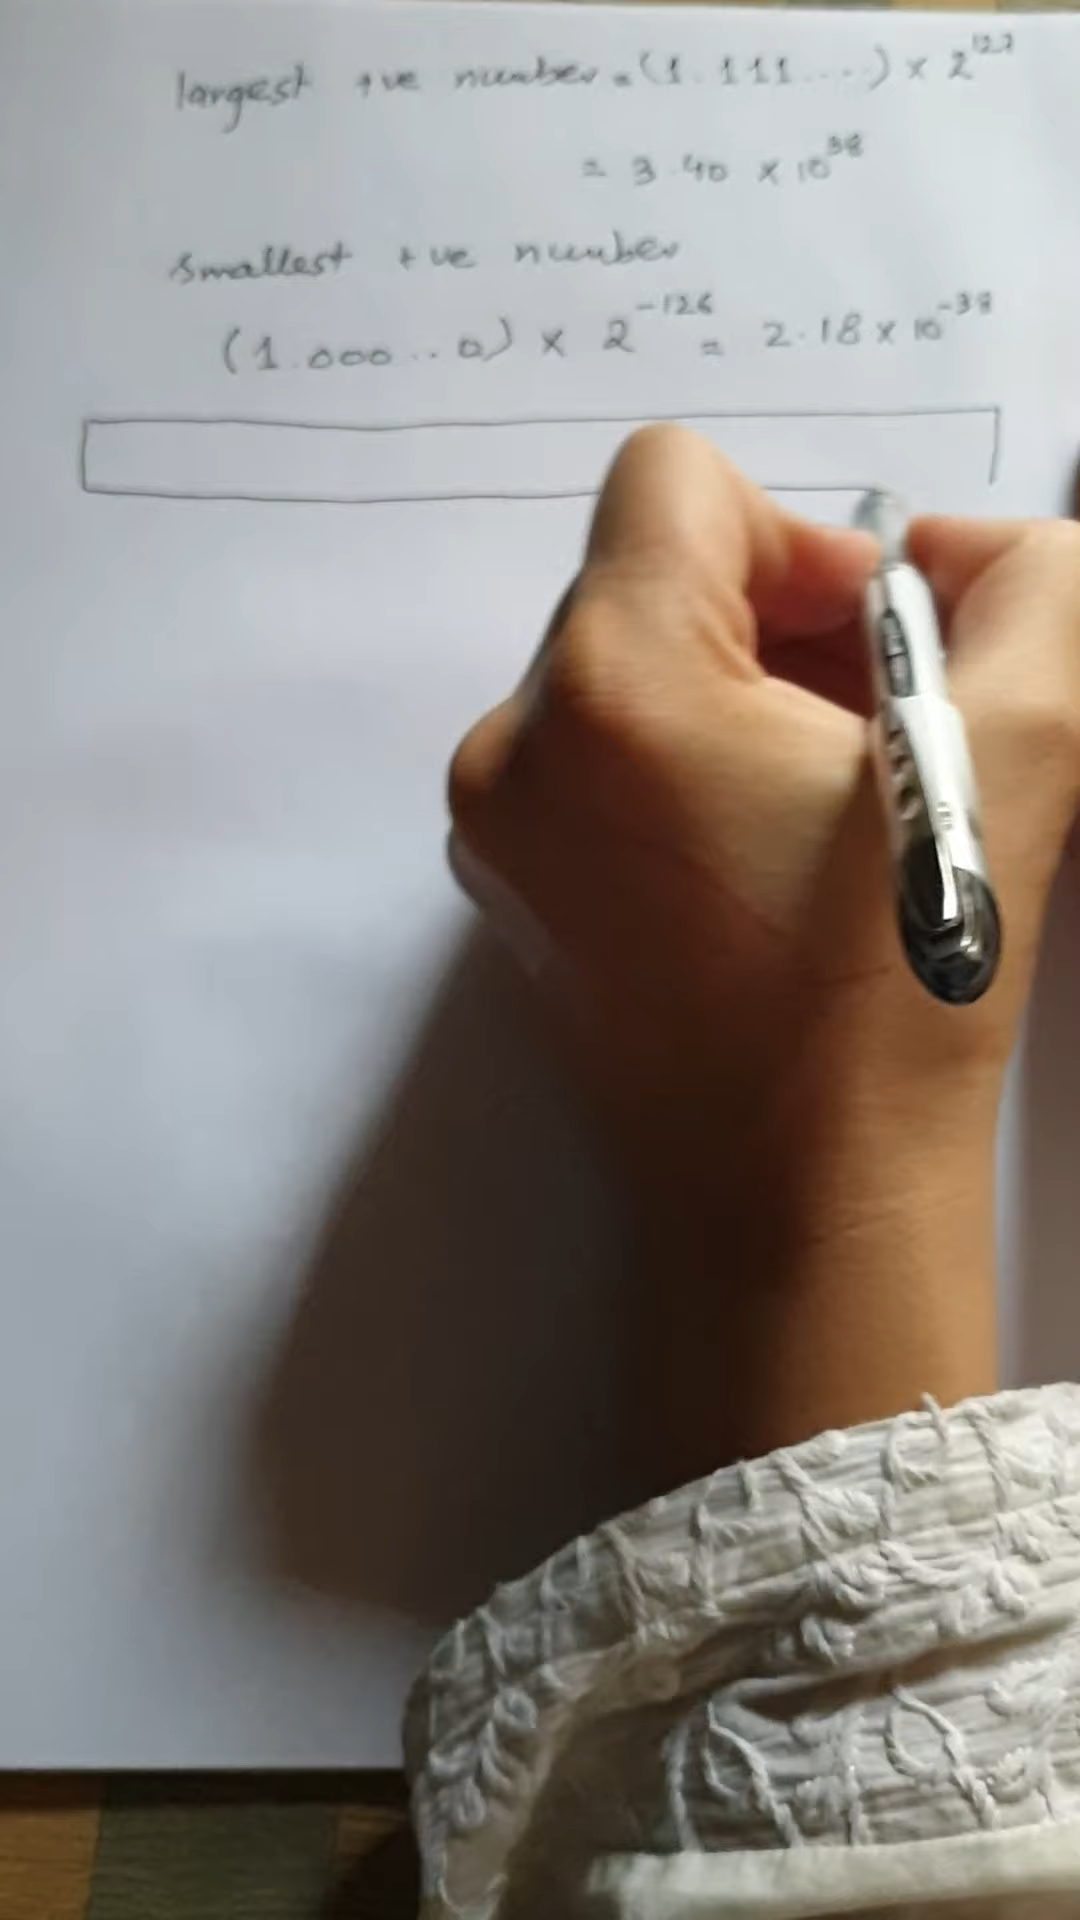 largest +ve number = (1.111....) × 2^127
= 3.40 × 10^38
smallest +ve number
(1.000..0) × 2^-126 = 2.18 × 10^-38